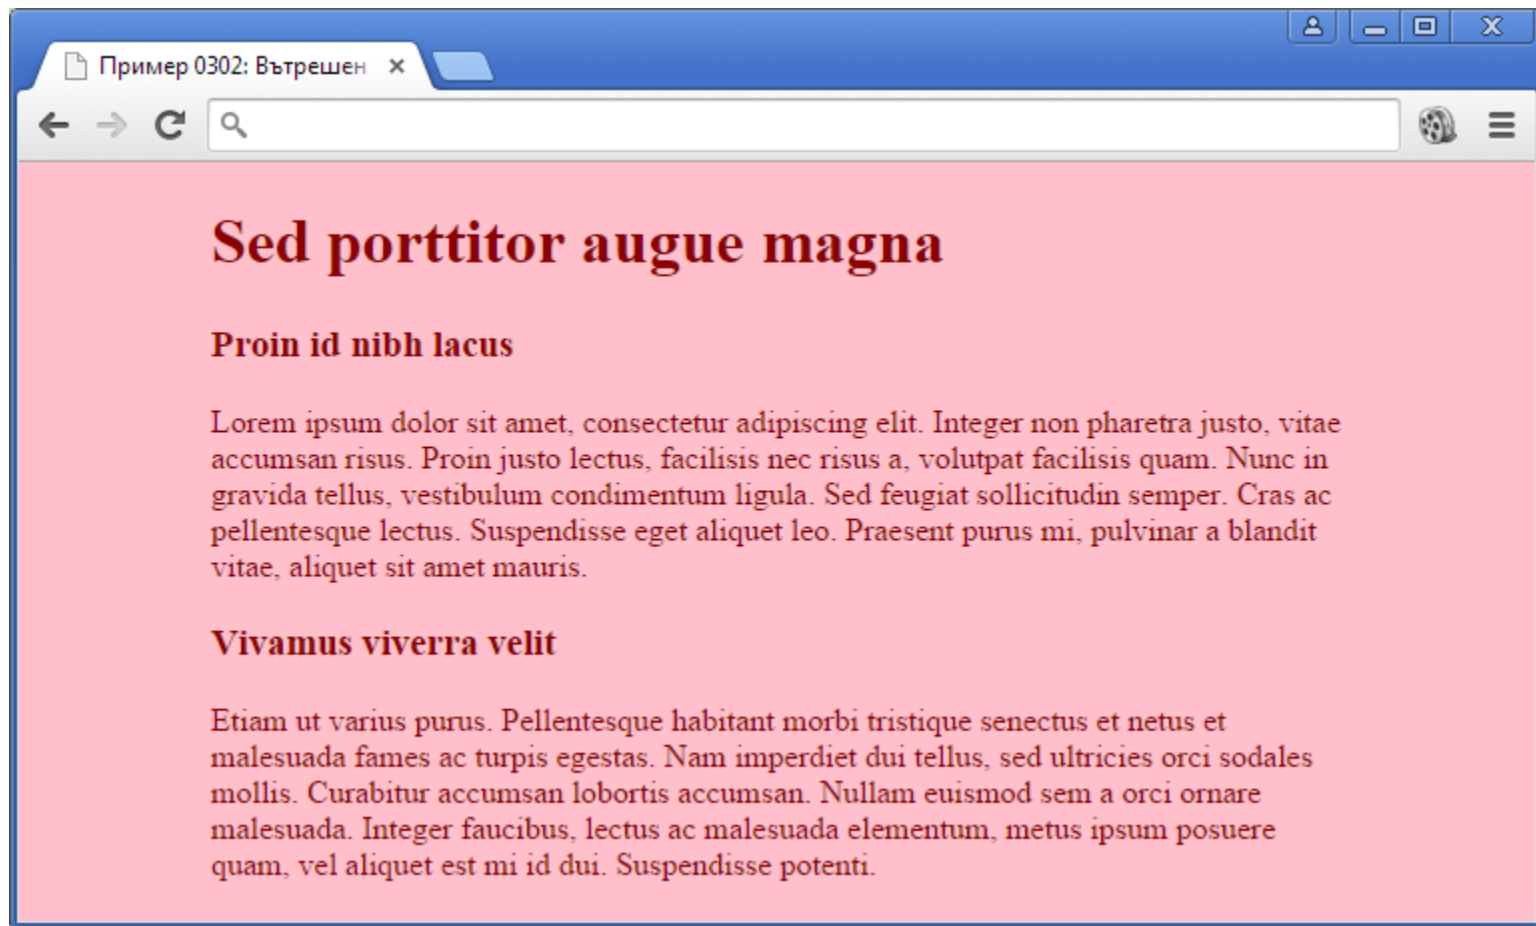 Пример 0302: Вътрешен
Sed porttitor augue magna
Proin id nibh lacus
Lorem ipsum dolor sit amet, consectetur adipiscing elit. Integer non pharetra justo, vitae
accumsan risus. Proin justo lectus, facilisis nec risus a, volutpat facilisis quam. Nunc in
gravida tellus, vestibulum condimentum ligula. Sed feugiat sollicitudin semper. Cras ac
pellentesque lectus. Suspendisse eget aliquet leo. Praesent purus mi, pulvinar a blandit
vitae, aliquet sit amet mauris.
Vivamus viverra velit
Etiam ut varius purus. Pellentesque habitant morbi tristique senectus et netus et
malesuada fames ac turpis egestas. Nam imperdiet dui tellus, sed ultricies orci sodales
mollis. Curabitur accumsan lobortis accumsan. Nullam euismod sem a orci ornare
malesuada. Integer faucibus, lectus ac malesuada elementum, metus ipsum posuere
quam, vel aliquet est mi id dui. Suspendisse potenti.